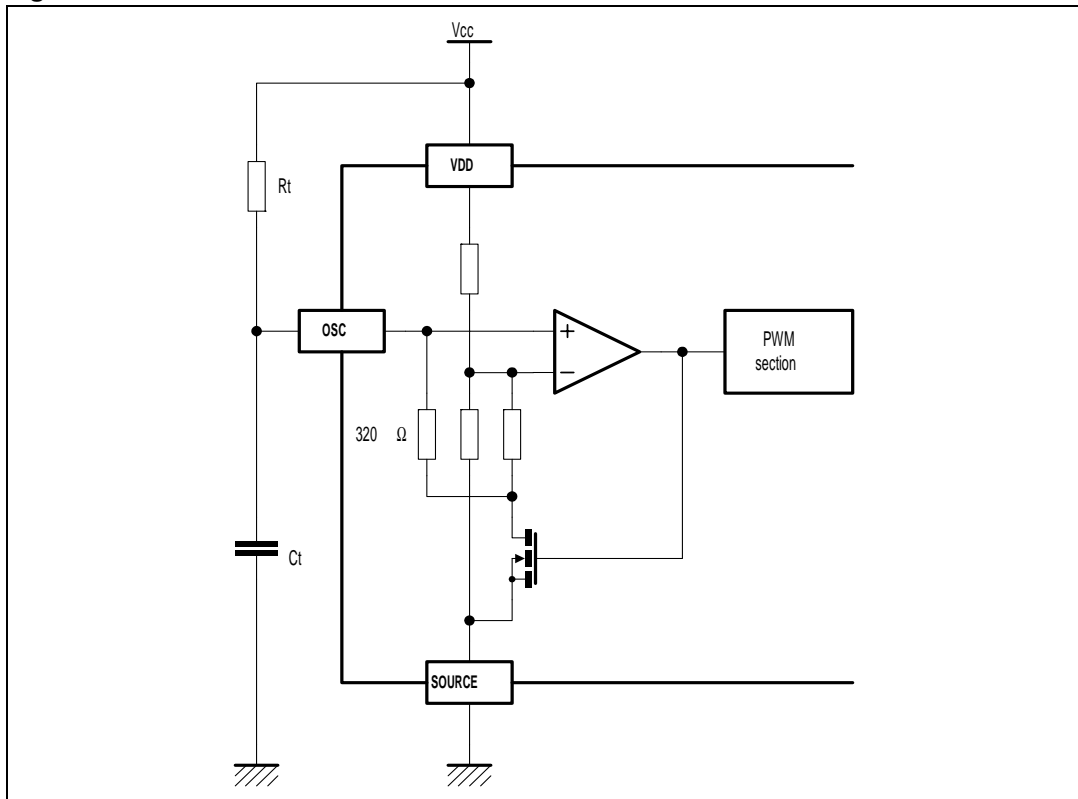 Vcc
VDD
Rt
OSC
+
−
PWM
section
320 Ω
Ct
SOURCE